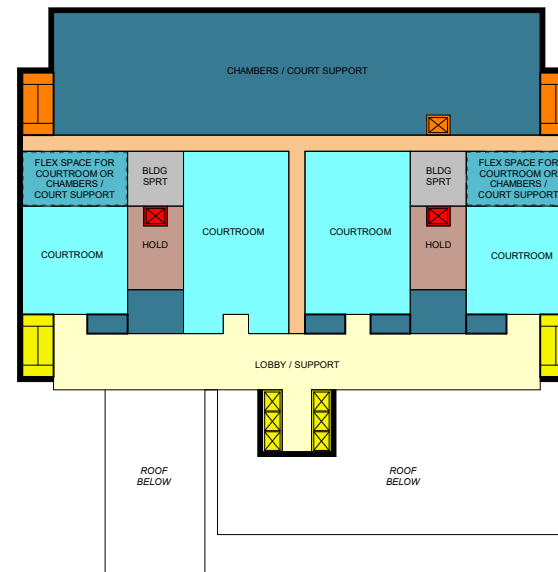 CHAMBERS / COURT SUPPORT
FLEX SPACE FOR
COURTROOM OR
CHAMBERS /
COURT SUPPORT
BLDG
SPRT
BLDG
SPRT
FLEX SPACE FOR
COURTROOM OR
CHAMBERS /
COURT SUPPORT
COURTROOM
HOLD
COURTROOM
COURTROOM
HOLD
COURTROOM
LOBBY / SUPPORT
ROOF
BELOW
ROOF
BELOW